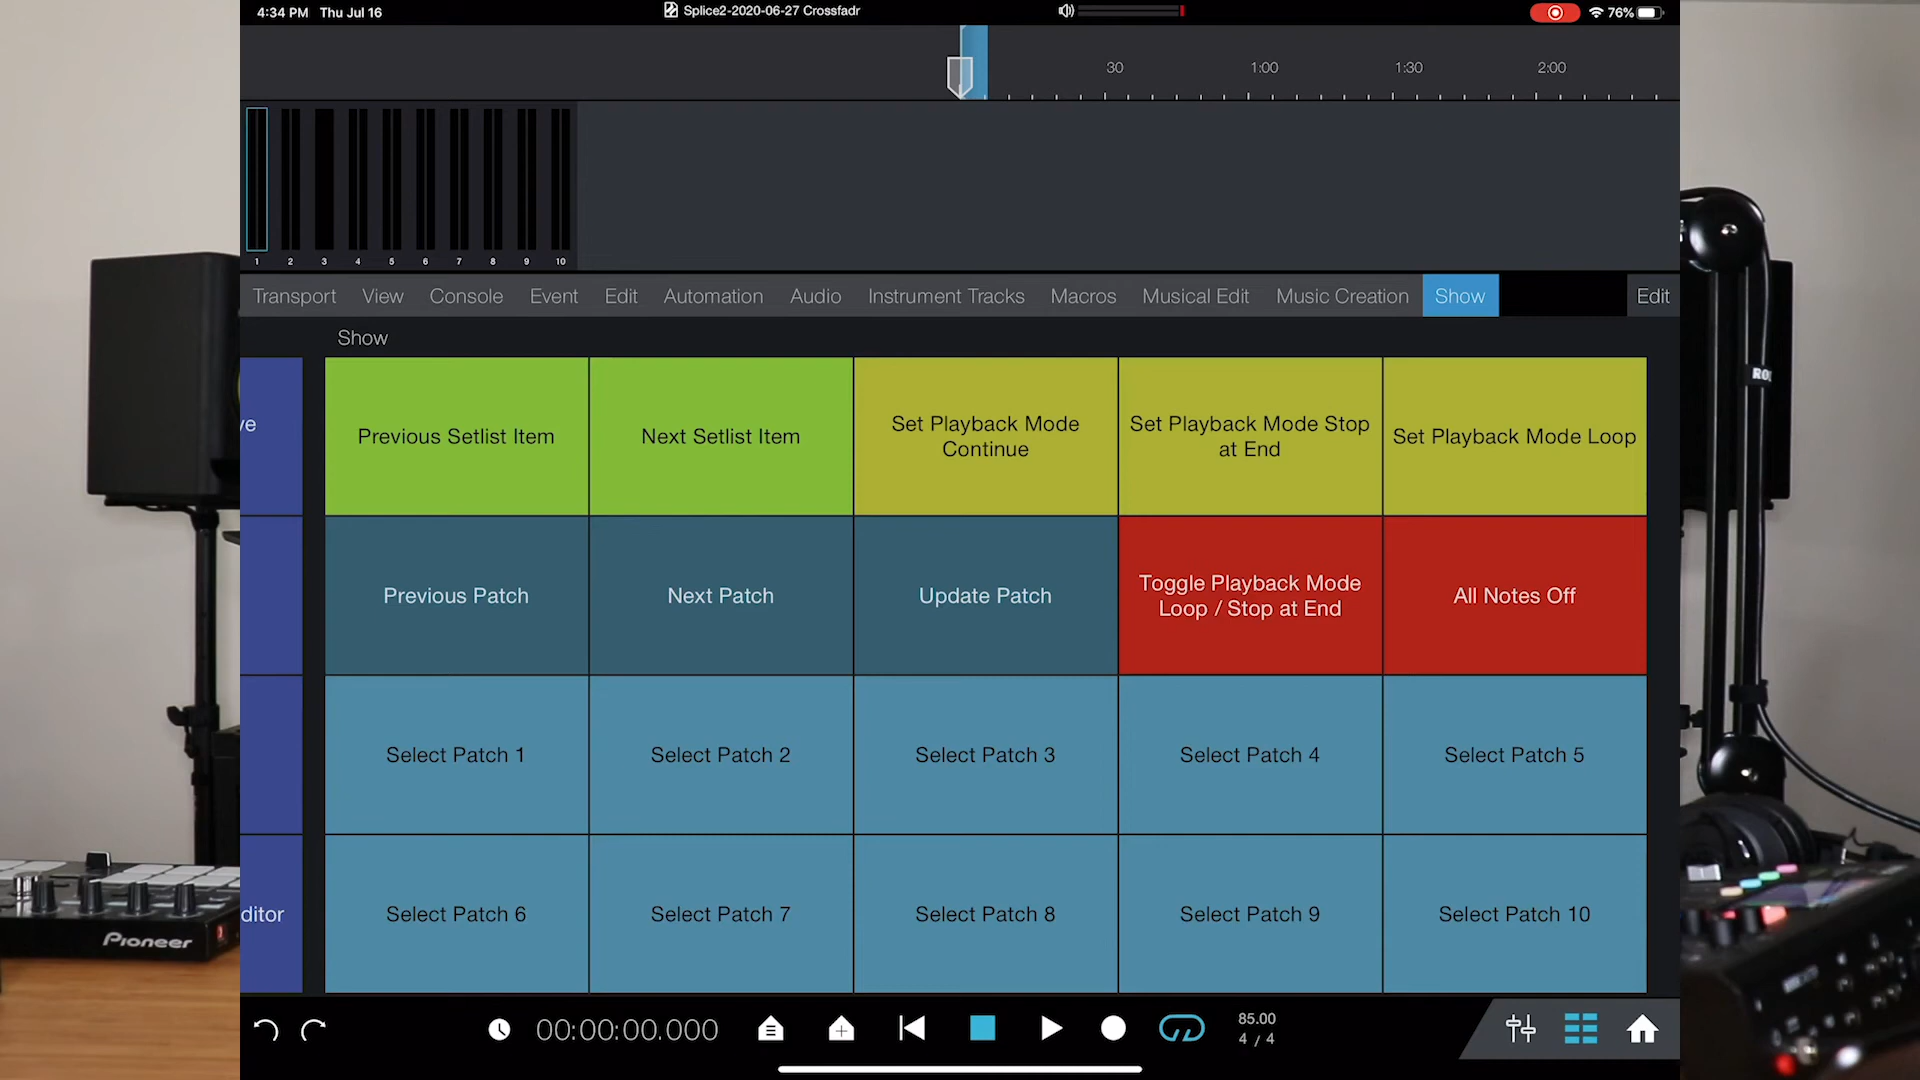 4:34 PM Thu Jul 16
Splice2-2020-06-27 Crossfadr
76%
30 1:00 1:30 2:00
1 2 3 4 5 6 7 8 9 10
Transport View Console Event Edit Automation Audio Instrument Tracks Macros Musical Edit Music Creation Show Edit
Show
ve
Previous Setlist Item
Next Setlist Item
Set Playback Mode
Continue
Set Playback Mode Stop
at End
Set Playback Mode Loop
Previous Patch
Next Patch
Update Patch
Toggle Playback Mode
Loop / Stop at End
All Notes Off
Select Patch 1
Select Patch 2
Select Patch 3
Select Patch 4
Select Patch 5
ditor
Select Patch 6
Select Patch 7
Select Patch 8
Select Patch 9
Select Patch 10
00:00:00.000
85.00
4 / 4
Pioneer
RO